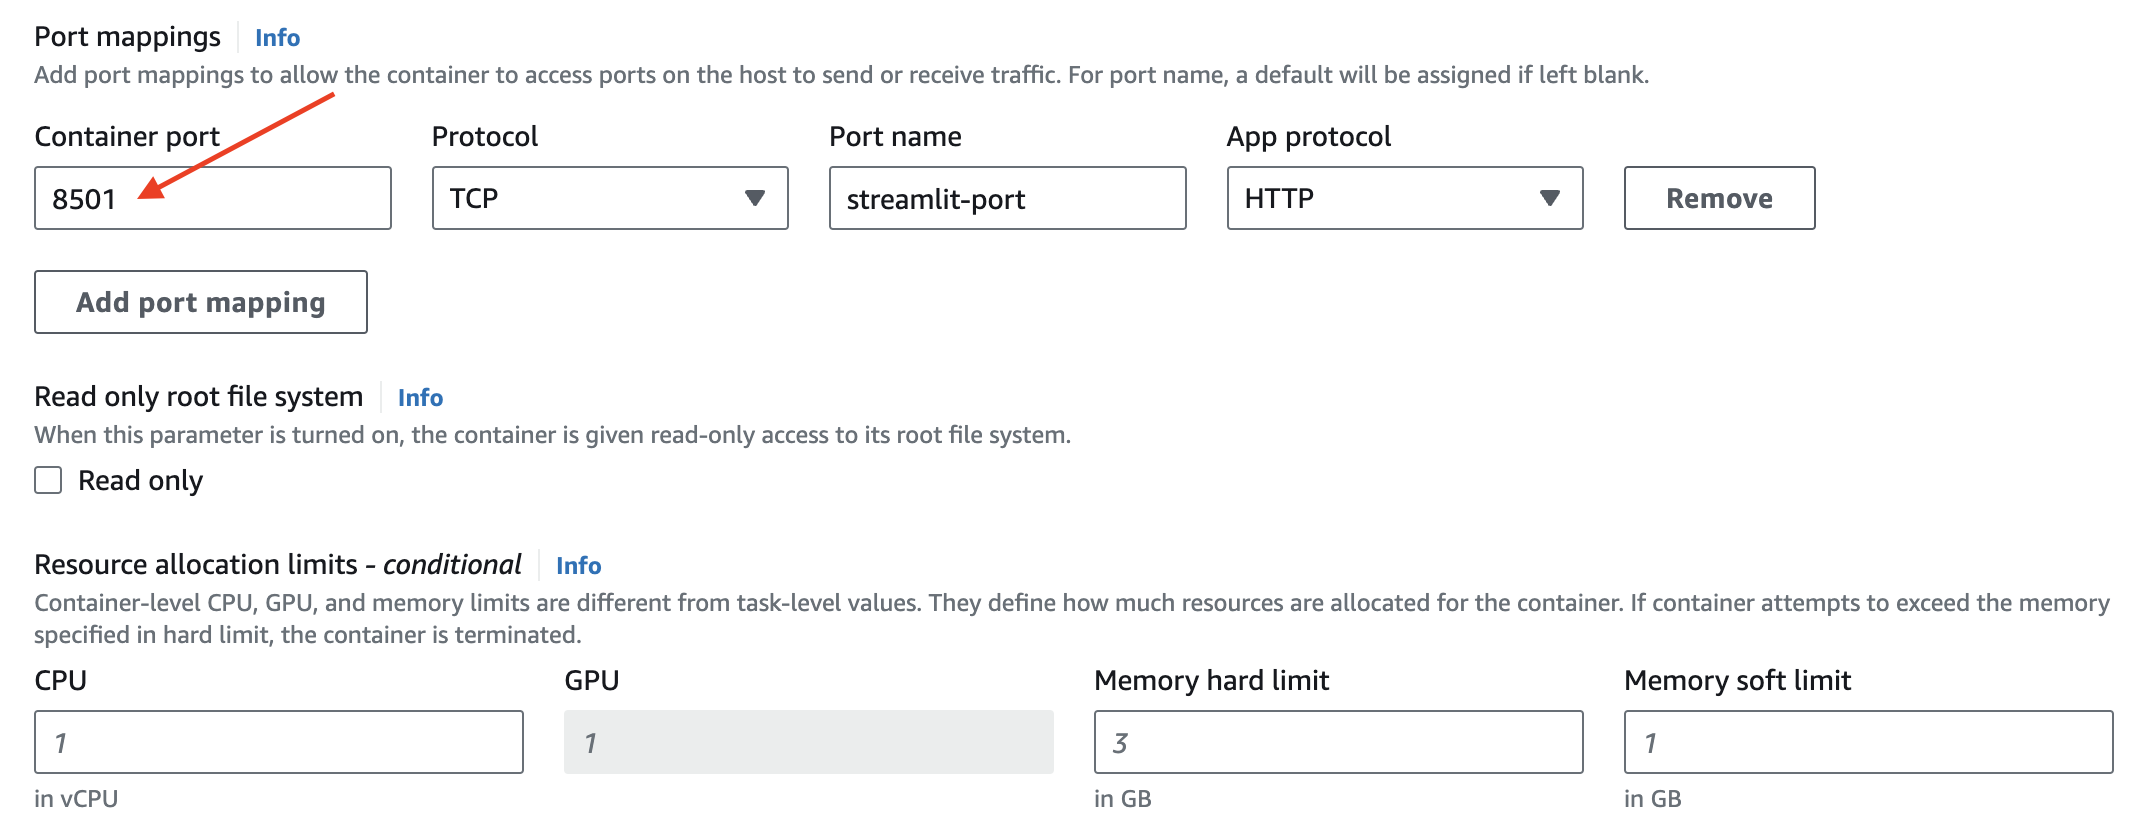 Port mappings Info
Add port mappings to allow the container to access ports on the host to send or receive traffic. For port name, a default will be assigned if left blank.
Container port Protocol Port name App protocol
8501 TCP streamlit-port HTTP Remove
Add port mapping
Read only root file system Info
When this parameter is turned on, the container is given read-only access to its root file system.
Read only
Resource allocation limits - conditional Info
Container-level CPU, GPU, and memory limits are different from task-level values. They define how much resources are allocated for the container. If container attempts to exceed the memory
specified in hard limit, the container is terminated.
CPU GPU Memory hard limit Memory soft limit
1 1 3 1
in vCPU in GB in GB